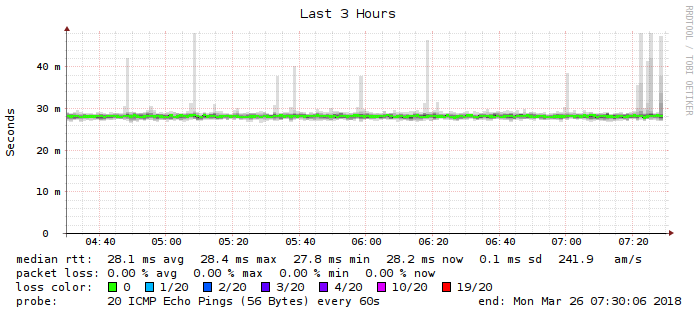 Last 3 Hours
RRDTOOL / TOBI OETIKER
Seconds
40 m
30 m
20 m
10 m
0
04:40 05:00 05:20 05:40 06:00 06:20 06:40 07:00 07:20
median rtt: 28.1 ms avg 28.4 ms max 27.8 ms min 28.2 ms now 0.1 ms sd 241.9 am/s
packet loss: 0.00 % avg 0.00 % max 0.00 % min 0.00 % now
loss color: 0 1/20 2/20 3/20 4/20 10/20 19/20
probe: 20 ICMP Echo Pings (56 Bytes) every 60s end: Mon Mar 26 07:30:06 2018